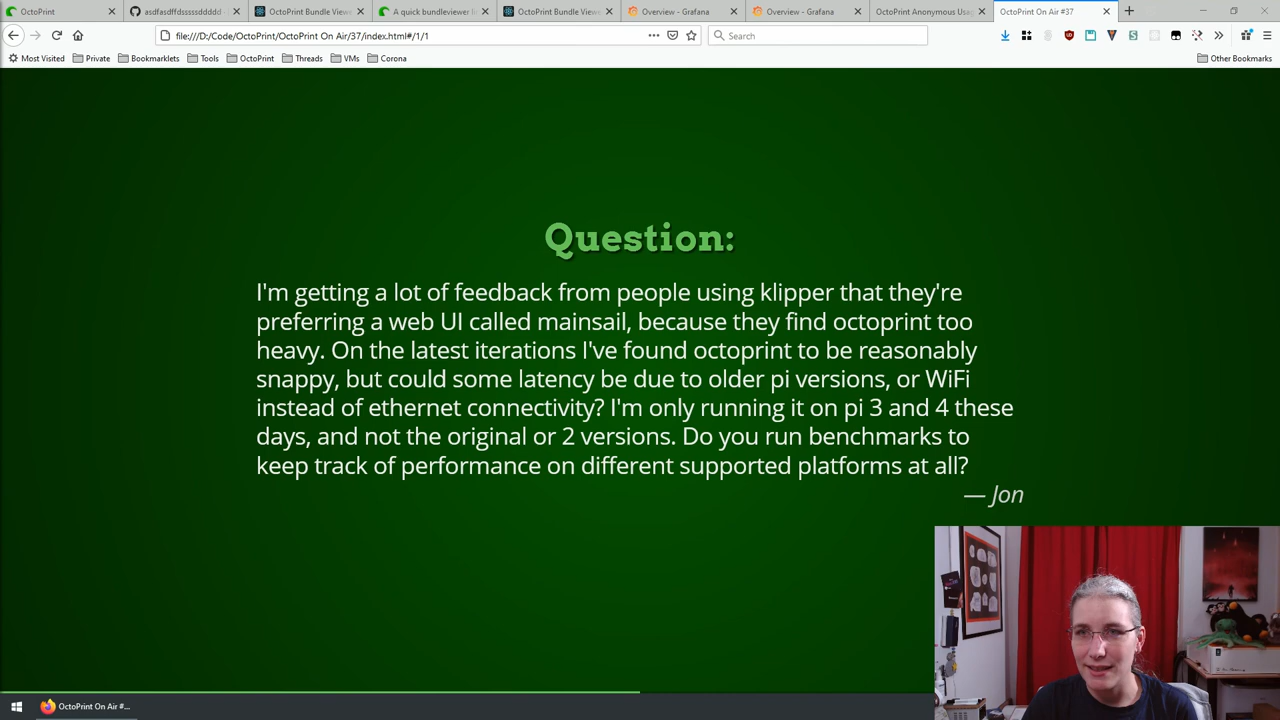 OctoPrint
asdfasdffdsssssddddd
OctoPrint Bundle Viewe
A quick bundleviewer
OctoPrint Bundle Viewe
Overview - Grafana
Overview - Grafana
OctoPrint Anonymous Usag
OctoPrint On Air #37
file:///D:/Code/OctoPrint/OctoPrint On Air/37/index.html#/1/1
Search
Most Visited
Private
Bookmarklets
Tools
OctoPrint
Threads
VMs
Corona
Other Bookmarks
Question:
I'm getting a lot of feedback from people using klipper that they're
preferring a web UI called mainsail, because they find octoprint too
heavy. On the latest iterations I've found octoprint to be reasonably
snappy, but could some latency be due to older pi versions, or WiFi
instead of ethernet connectivity? I'm only running it on pi 3 and 4 these
days, and not the original or 2 versions. Do you run benchmarks to
keep track of performance on different supported platforms at all?
— Jon
OctoPrint On Air #...